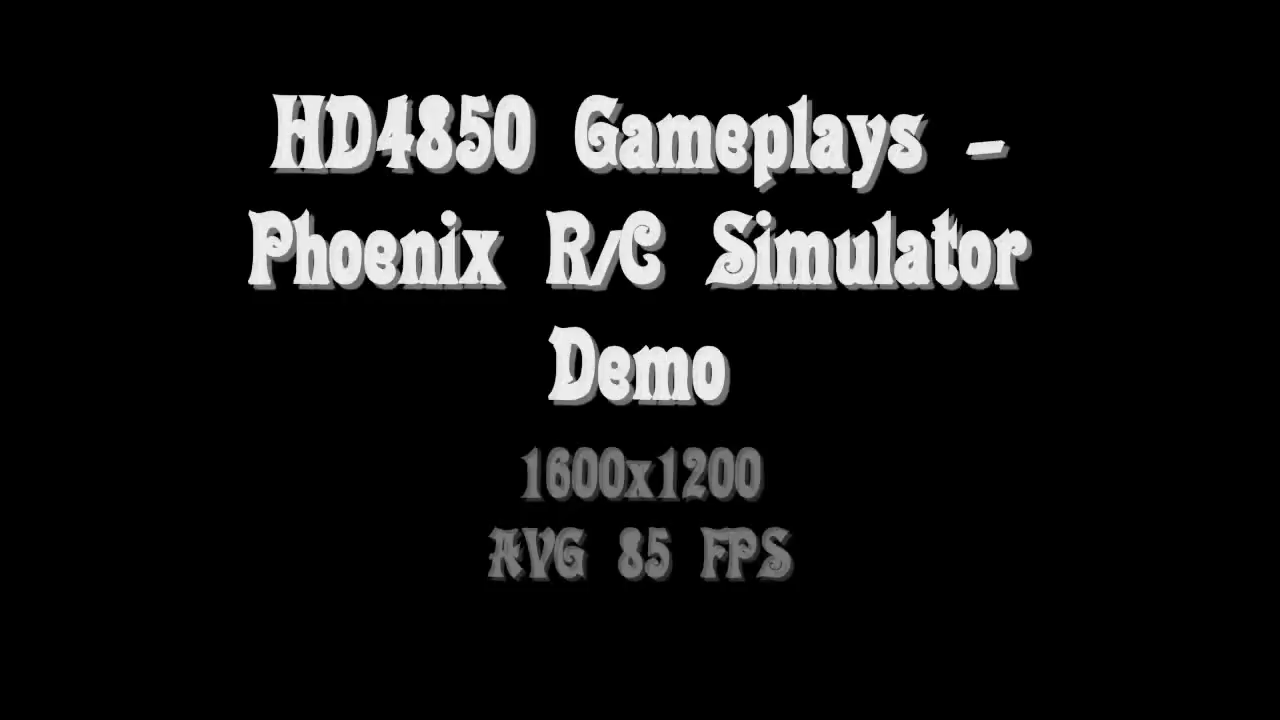 HD4850 Gameplays -
Phoenix R/C Simulator
Demo
1600x1200
AVG 85 FPS